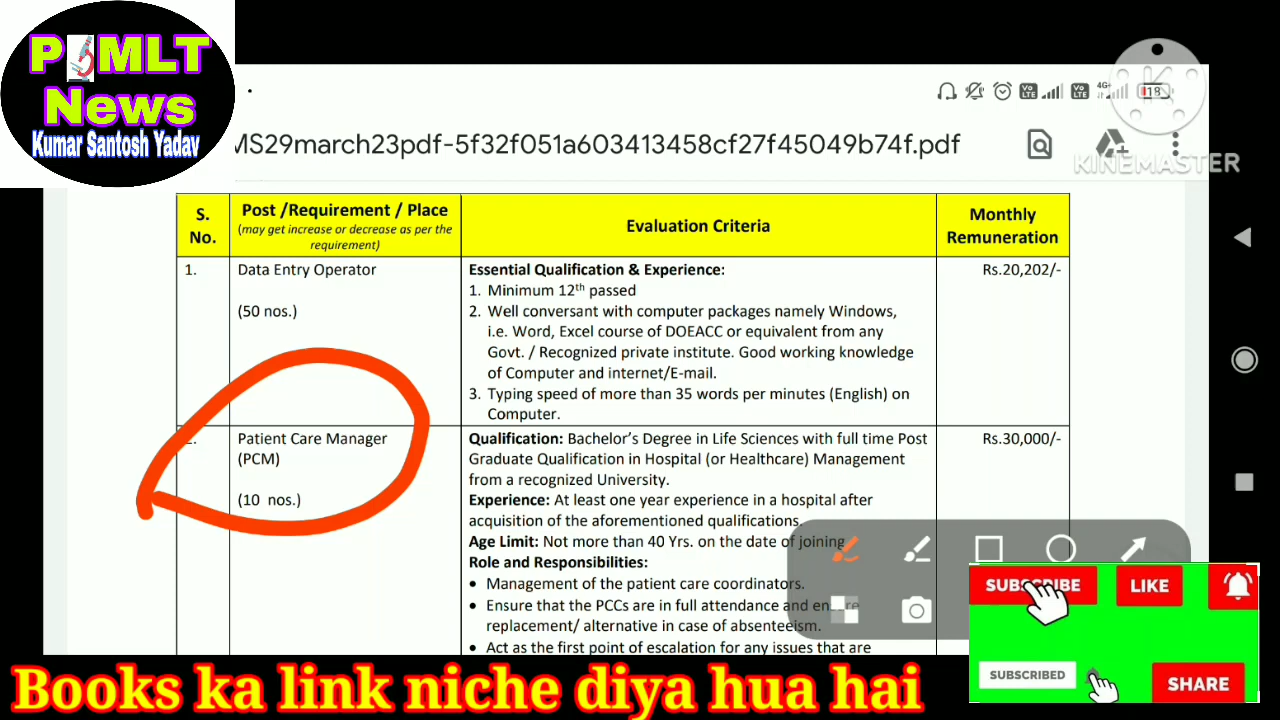 PMLT
News
Kumar Santosh Yadav
4G+
18
MS29march23pdf-5f32f051a603413458cf27f45049b74f.pdf
KINEMASTER
S. No.
Post /Requirement / Place
(may get increase or decrease as per the
requirement)
Evaluation Criteria
Monthly
Remuneration
1.
Data Entry Operator
(50 nos.)
Essential Qualification & Experience:
1. Minimum 12th passed
2. Well conversant with computer packages namely Windows,
i.e. Word, Excel course of DOEACC or equivalent from any
Govt. / Recognized private institute. Good working knowledge
of Computer and internet/E-mail.
3. Typing speed of more than 35 words per minutes (English) on
Computer.
Rs.20,202/-
2.
Patient Care Manager
(PCM)
(10 nos.)
Qualification: Bachelor's Degree in Life Sciences with full time Post
Graduate Qualification in Hospital (or Healthcare) Management
from a recognized University.
Experience: At least one year experience in a hospital after
acquisition of the aforementioned qualifications.
Age Limit: Not more than 40 Yrs. on the date of joining
Role and Responsibilities:
• Management of the patient care coordinators.
• Ensure that the PCCs are in full attendance and ensure
replacement/ alternative in case of absenteeism.
• Act as the first point of escalation for any issues that are
Rs.30,000/-
SUBSCRIBE
LIKE
SUBSCRIBED
SHARE
Books ka link niche diya hua hai